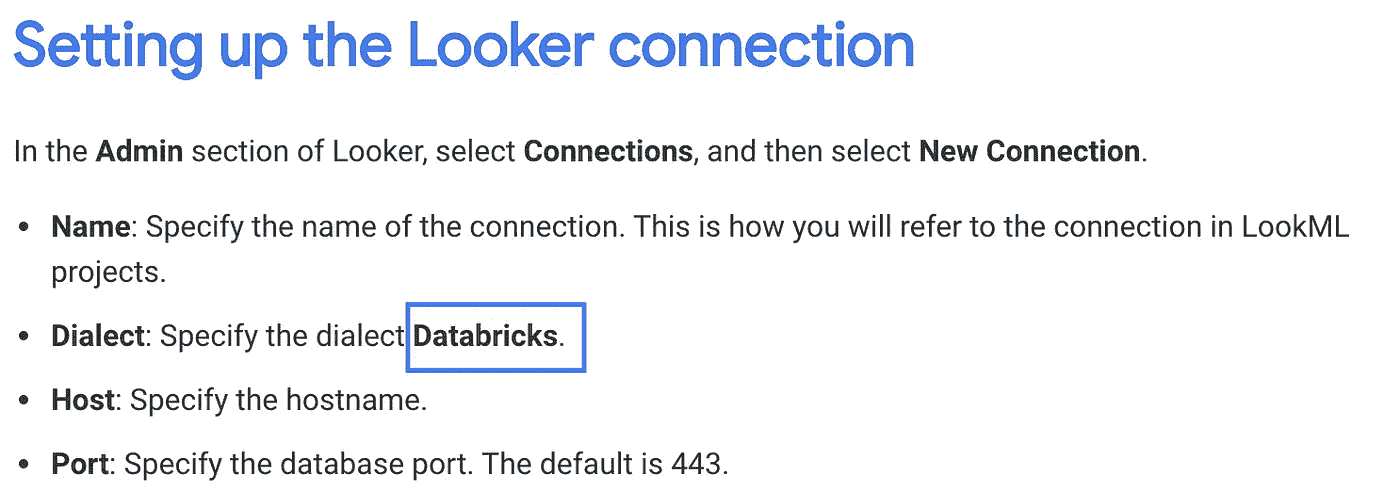 Setting up the Looker connection
In the Admin section of Looker, select Connections, and then select New Connection.
• Name: Specify the name of the connection. This is how you will refer to the connection in LookML
projects.
• Dialect: Specify the dialect Databricks.
• Host: Specify the hostname.
• Port: Specify the database port. The default is 443.